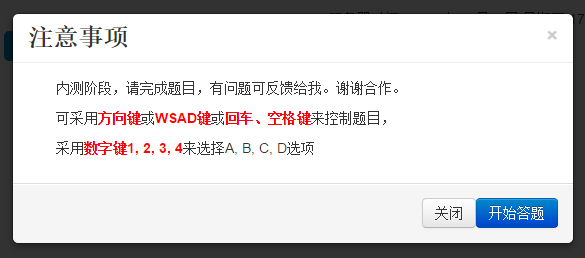 注意事项
×
内测阶段，请完成题目，有问题可反馈给我。谢谢合作。
可采用方向键或WSAD键或回车、空格键来控制题目，
采用数字键1, 2, 3, 4来选择A, B, C, D选项
关闭 开始答题